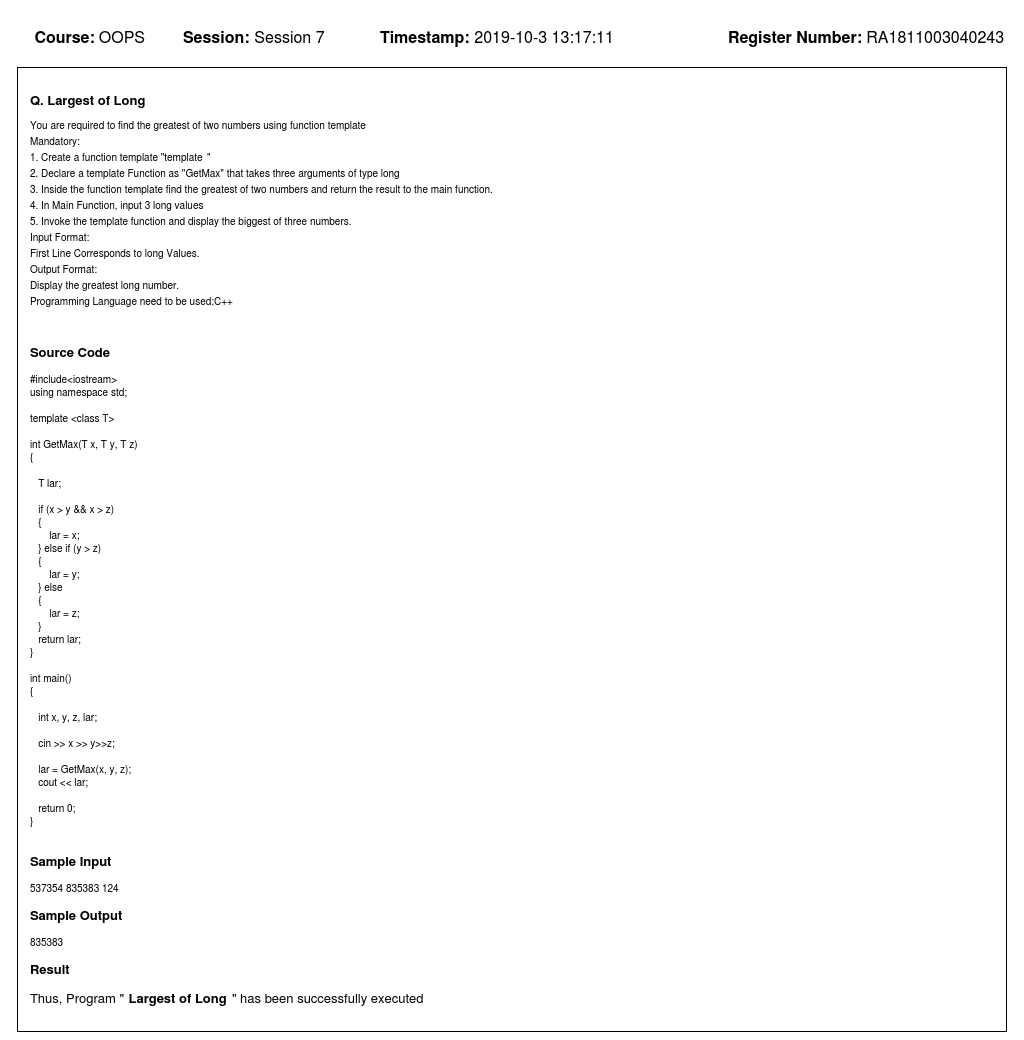 Course: OOPS Session: Session 7 Timestamp: 2019-10-3 13:17:11 Register Number: RA1811003040243
Q. Largest of Long
You are required to find the greatest of two numbers using function template
Mandatory:
1. Create a function template "template "
2. Declare a template Function as "GetMax" that takes three arguments of type long
3. Inside the function template find the greatest of two numbers and return the result to the main function.
4. In Main Function, input 3 long values
5. Invoke the template function and display the biggest of three numbers.
Input Format:
First Line Corresponds to long Values.
Output Format:
Display the greatest long number.
Programming Language need to be used:C++
Source Code
#include<iostream>
using namespace std;
template <class T>
int GetMax(T x, T y, T z)
{
T lar;
if (x > y && x > z)
{
lar = x;
} else if (y > z)
{
lar = y;
} else
{
lar = z;
}
return lar;
}
int main()
{
int x, y, z, lar;
cin >> x >> y>>z;
lar = GetMax(x, y, z);
cout << lar;
return 0;
}
Sample Input
537354 835383 124
Sample Output
835383
Result
Thus, Program " Largest of Long " has been successfully executed